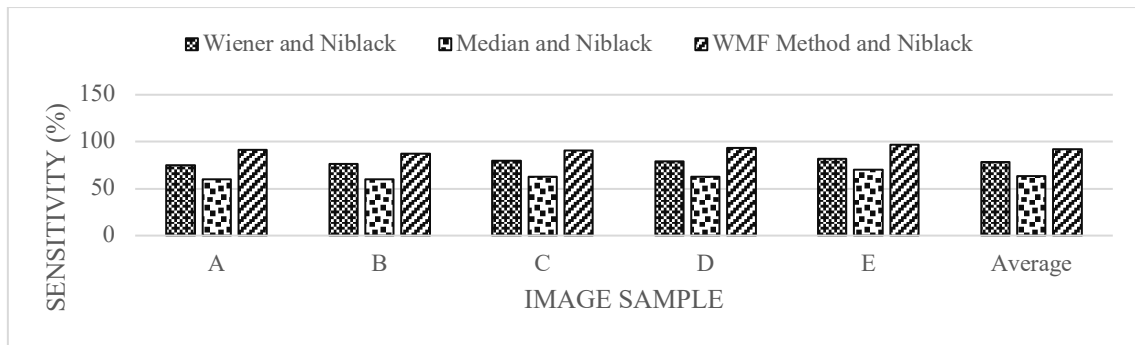 Wiener and Niblack Median and Niblack WMF Method and Niblack
SENSITIVITY (%)
150
100
50
0
A B C D E Average
IMAGE SAMPLE